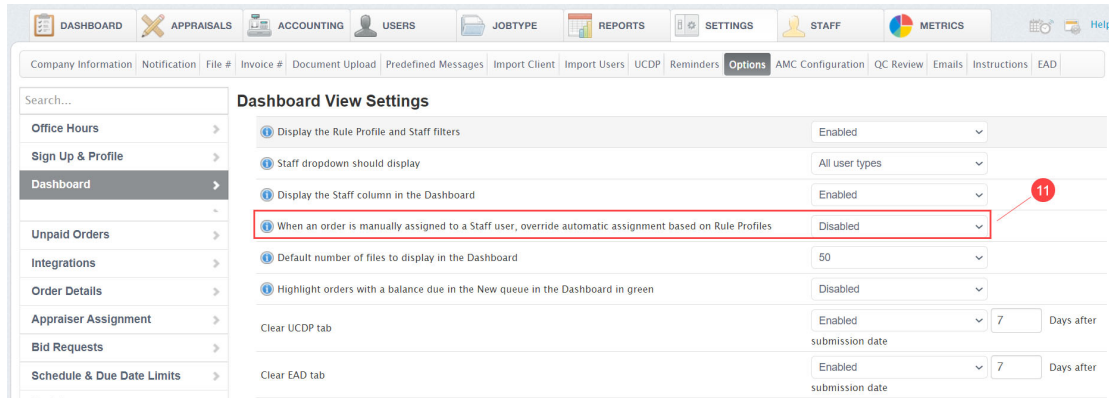 DASHBOARD APPRAISALS ACCOUNTING USERS JOBTYPE REPORTS SETTINGS STAFF METRICS Help
Company Information Notification File # Invoice # Document Upload Predefined Messages Import Client Import Users UCDP Reminders Options AMC Configuration QC Review Emails Instructions EAD
Search...
Dashboard View Settings
Office Hours
Display the Rule Profile and Staff filters Enabled
Sign Up & Profile
Staff dropdown should display All user types
Dashboard
Display the Staff column in the Dashboard Enabled
11
Unpaid Orders
When an order is manually assigned to a Staff user, override automatic assignment based on Rule Profiles Disabled
Integrations
Default number of files to display in the Dashboard 50
Order Details
Highlight orders with a balance due in the New queue in the Dashboard in green Disabled
Appraiser Assignment
Clear UCDP tab Enabled 7 Days after
submission date
Bid Requests
Schedule & Due Date Limits
Clear EAD tab Enabled 7 Days after
submission date